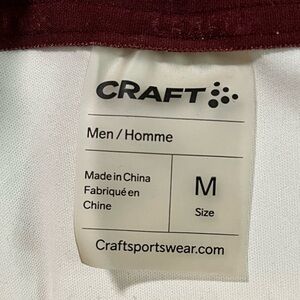 CRAFT
Men / Homme
Made in China
Fabriqué en
Chine
M
Size
Craftsportswear.com